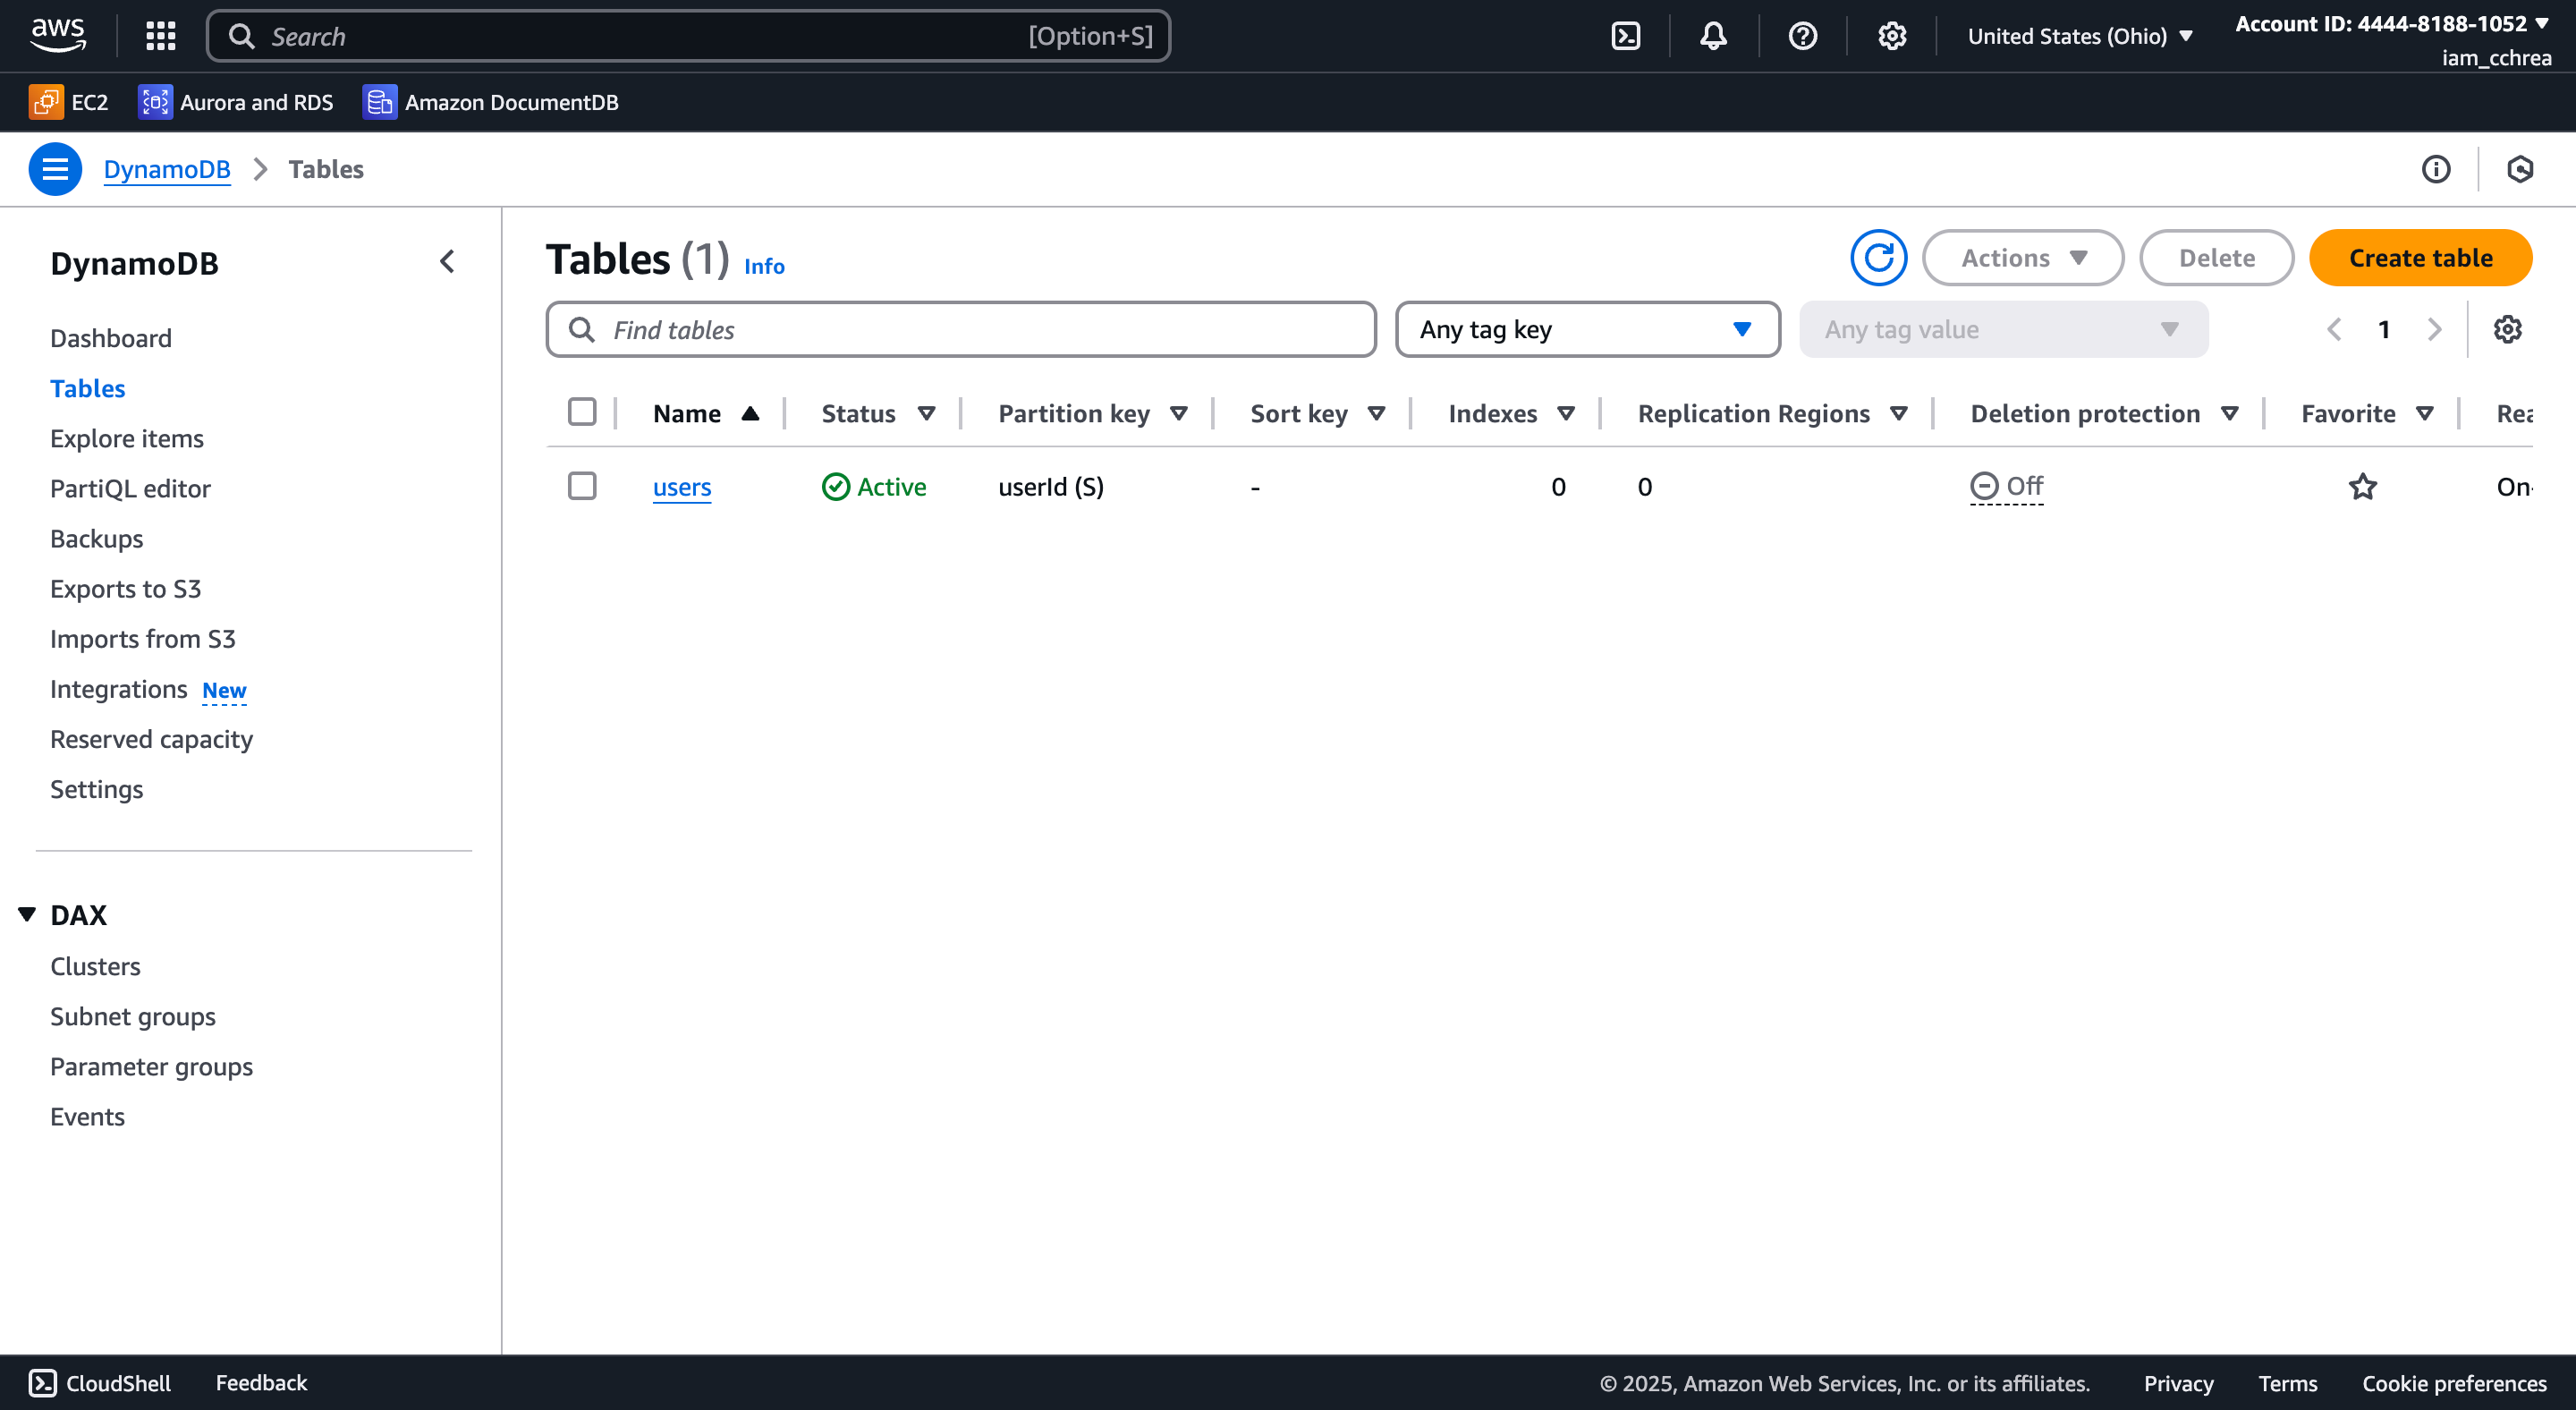 aws
Search [Option+S]
United States (Ohio)
Account ID: 4444-8188-1052
iam_cchrea
EC2 Aurora and RDS Amazon DocumentDB
DynamoDB Tables
DynamoDB
Dashboard
Tables
Explore items
PartiQL editor
Backups
Exports to S3
Imports from S3
Integrations New
Reserved capacity
Settings
DAX
Clusters
Subnet groups
Parameter groups
Events
Tables (1) Info
Actions Delete Create table
Find tables Any tag key Any tag value 1
Name Status Partition key Sort key Indexes Replication Regions Deletion protection Favorite Rea
users Active userId (S) - 0 0 Off On-
CloudShell Feedback © 2025, Amazon Web Services, Inc. or its affiliates. Privacy Terms Cookie preferences